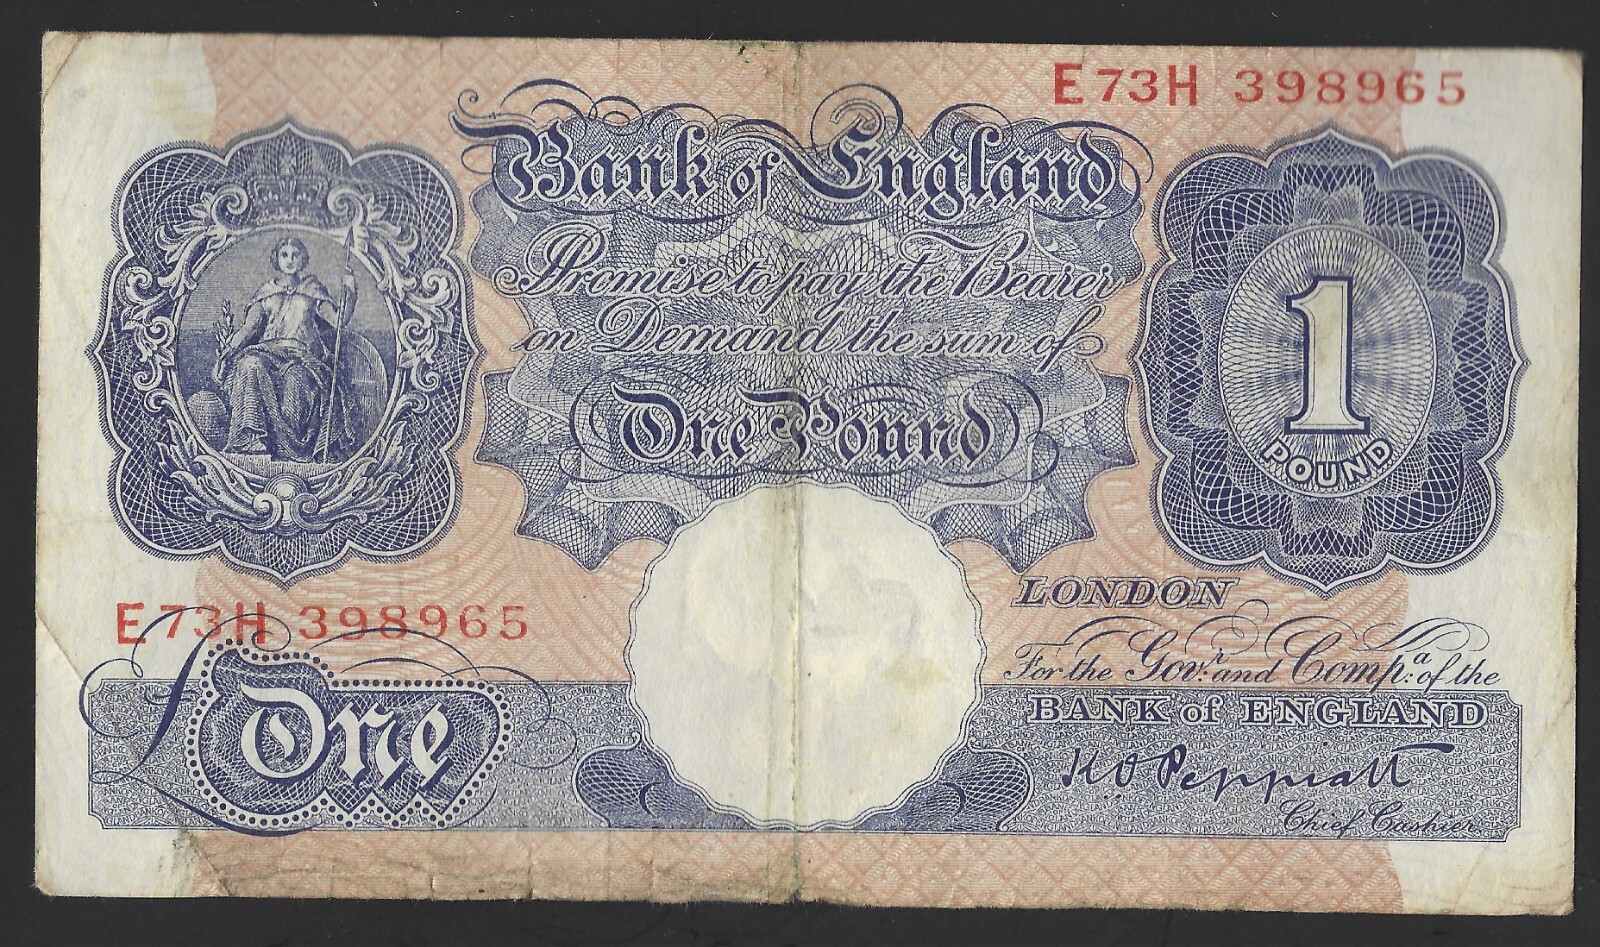 E73H 398965
Bank of England
Promise to pay the Bearer
on Demand the sum of
One Pound
1
POUND
LONDON
E73H 398965
For the Govr. and Compa. of the
BANK of ENGLAND
£One
K O Peppiatt
Chief Cashier